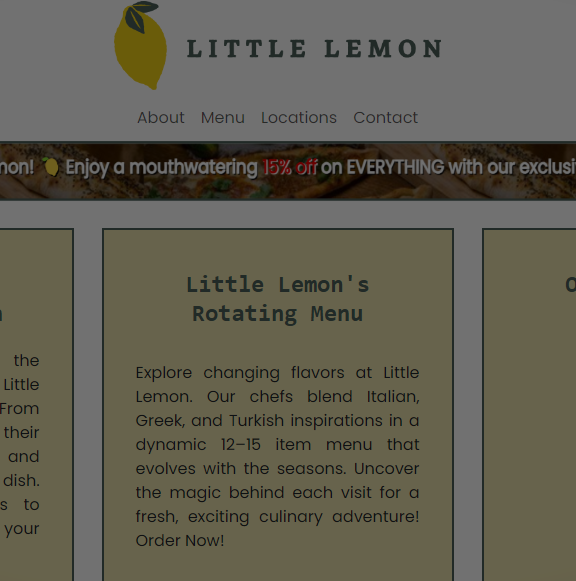 LITTLE LEMON
About Menu Locations Contact
mon! 🍋 Enjoy a mouthwatering 15% off on EVERYTHING with our exclusi
the
Little
From
their
and
dish.
s to
your
Little Lemon's
Rotating Menu
Explore changing flavors at Little
Lemon. Our chefs blend Italian,
Greek, and Turkish inspirations in a
dynamic 12–15 item menu that
evolves with the seasons. Uncover
the magic behind each visit for a
fresh, exciting culinary adventure!
Order Now!